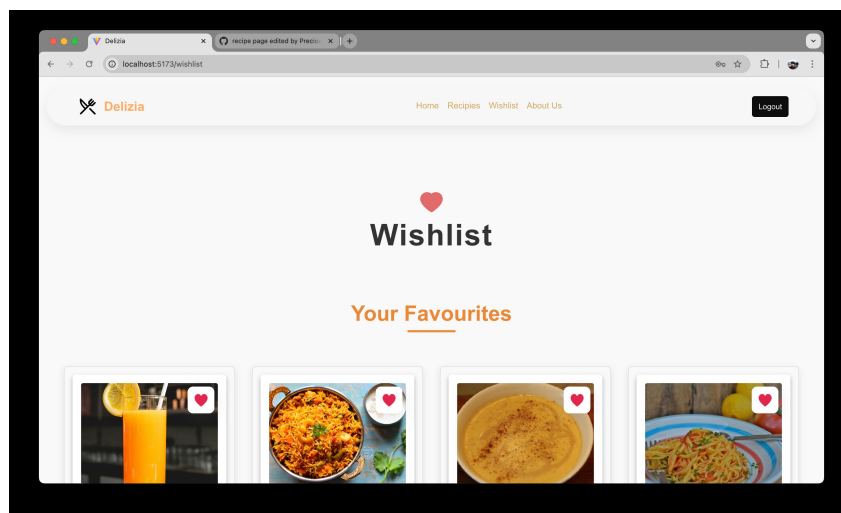 Delizia
recipe page edited by Precio
localhost:5173/wishlist
Delizia
Home Recipies Wishlist About Us
Logout
Wishlist
Your Favourites